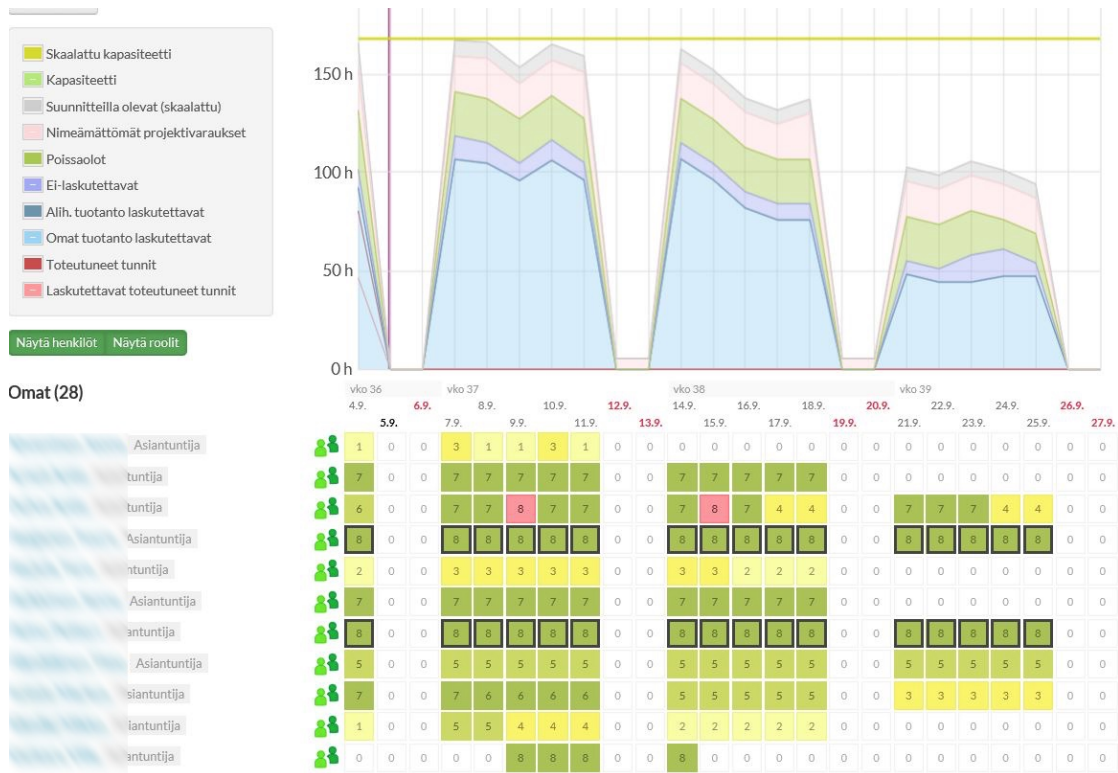 Skaalattu kapasiteetti
Kapasiteetti
Suunnitteilla olevat (skaalattu)
Nimeämättömät projektivaraukset
Poissaolot
Ei-laskutettavat
Alih. tuotanto laskutettavat
Omat tuotanto laskutettavat
Toteutuneet tunnit
Laskutettavat toteutuneet tunnit
150 h
100 h
50 h
0 h
Näytä henkilöt Näytä roolit
Omat (28)
vko 36 vko 37 vko 38 vko 39
4.9. 6.9. 8.9. 10.9. 12.9. 14.9. 16.9. 18.9. 20.9. 22.9. 24.9. 26.9.
5.9. 7.9. 9.9. 11.9. 13.9. 15.9. 17.9. 19.9. 21.9. 23.9. 25.9. 27.9.
Asiantuntija 1 0 0 3 1 1 3 1 0 0 0 0 0 0 0 0 0 0 0 0 0 0 0 0
tuntija 7 0 0 7 7 7 7 7 0 0 7 7 7 7 7 0 0 0 0 0 0 0 0 0
tuntija 6 0 0 7 7 8 7 7 0 0 7 8 7 4 4 0 0 7 7 7 4 4 0 0
Asiantuntija 8 0 0 8 8 8 8 8 0 0 8 8 8 8 8 0 0 8 8 8 8 8 0 0
ntuntija 2 0 0 3 3 3 3 3 0 0 3 3 2 2 2 0 0 0 0 0 0 0 0 0
Asiantuntija 7 0 0 7 7 7 7 7 0 0 7 7 7 7 7 0 0 0 0 0 0 0 0 0
antuntija 8 0 0 8 8 8 8 8 0 0 8 8 8 8 8 0 0 8 8 8 8 8 0 0
Asiantuntija 5 0 0 5 5 5 5 5 0 0 5 5 5 5 5 0 0 5 5 5 5 5 0 0
siantuntija 7 0 0 7 6 6 6 6 0 0 5 5 5 5 5 0 0 3 3 3 3 3 0 0
iantuntija 1 0 0 5 5 4 4 4 0 0 2 2 2 2 2 0 0 0 0 0 0 0 0 0
antuntija 0 0 0 0 0 8 8 8 0 0 8 0 0 0 0 0 0 0 0 0 0 0 0 0